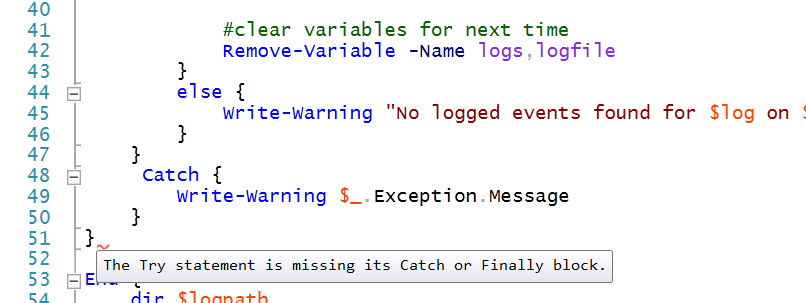 40
41 #clear variables for next time
42 Remove-Variable -Name logs,logfile
43 }
44 else {
45 Write-Warning "No logged events found for $log on $
46 }
47 }
48 Catch {
49 Write-Warning $_.Exception.Message
50 }
51 }
52
The Try statement is missing its Catch or Finally block.
53 End {
54 dir $logpath